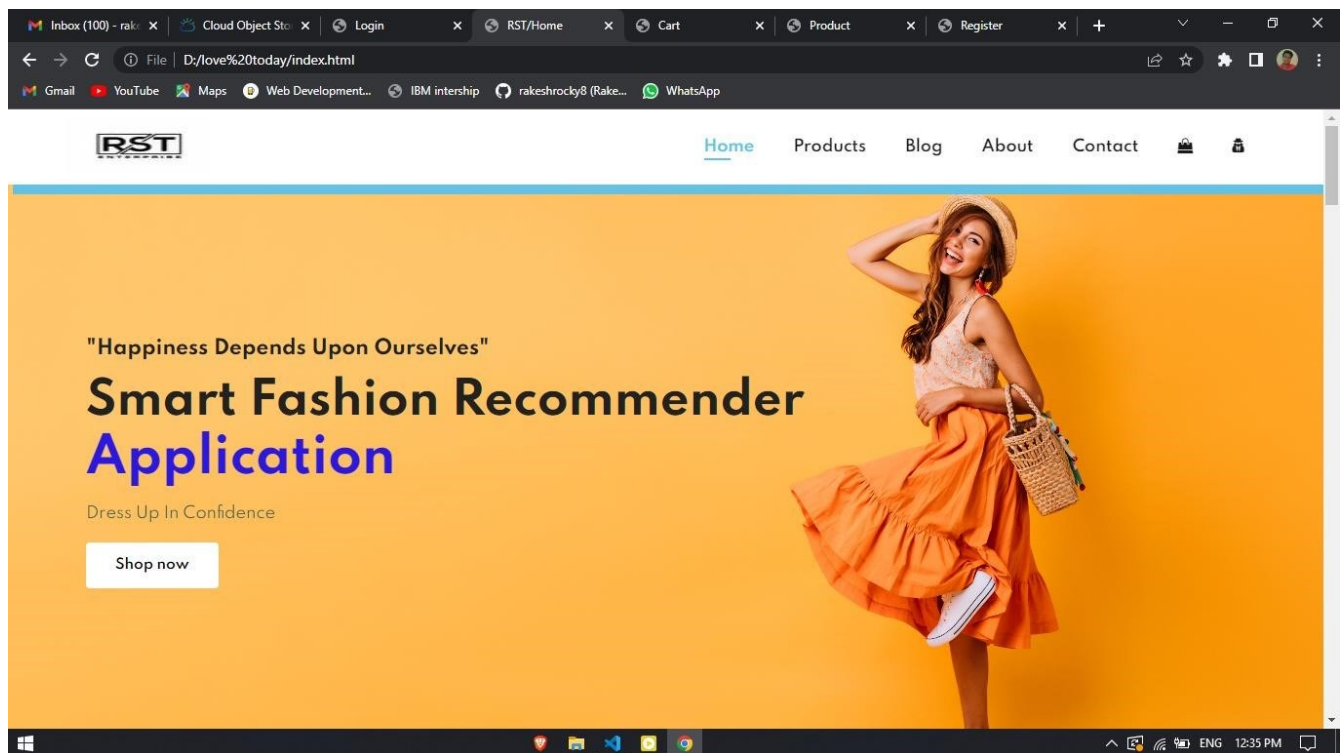 Inbox (100) - rak
Cloud Object Sto
Login
RST/Home
Cart
Product
Register
File
D:/love%20today/index.html
Gmail
YouTube
Maps
Web Development...
IBM intership
rakeshrocky8 (Rake...
WhatsApp
RST
ENTERPRISE
Home
Products
Blog
About
Contact
"Happiness Depends Upon Ourselves"
Smart Fashion Recommender
Application
Dress Up In Confidence
Shop now
ENG
12:35 PM